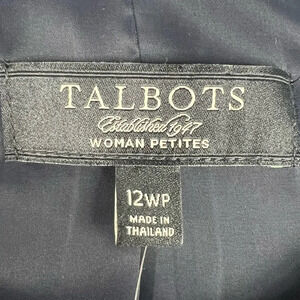 TALBOTS
Established 1947
WOMAN PETITES
12WP
MADE IN
THAILAND